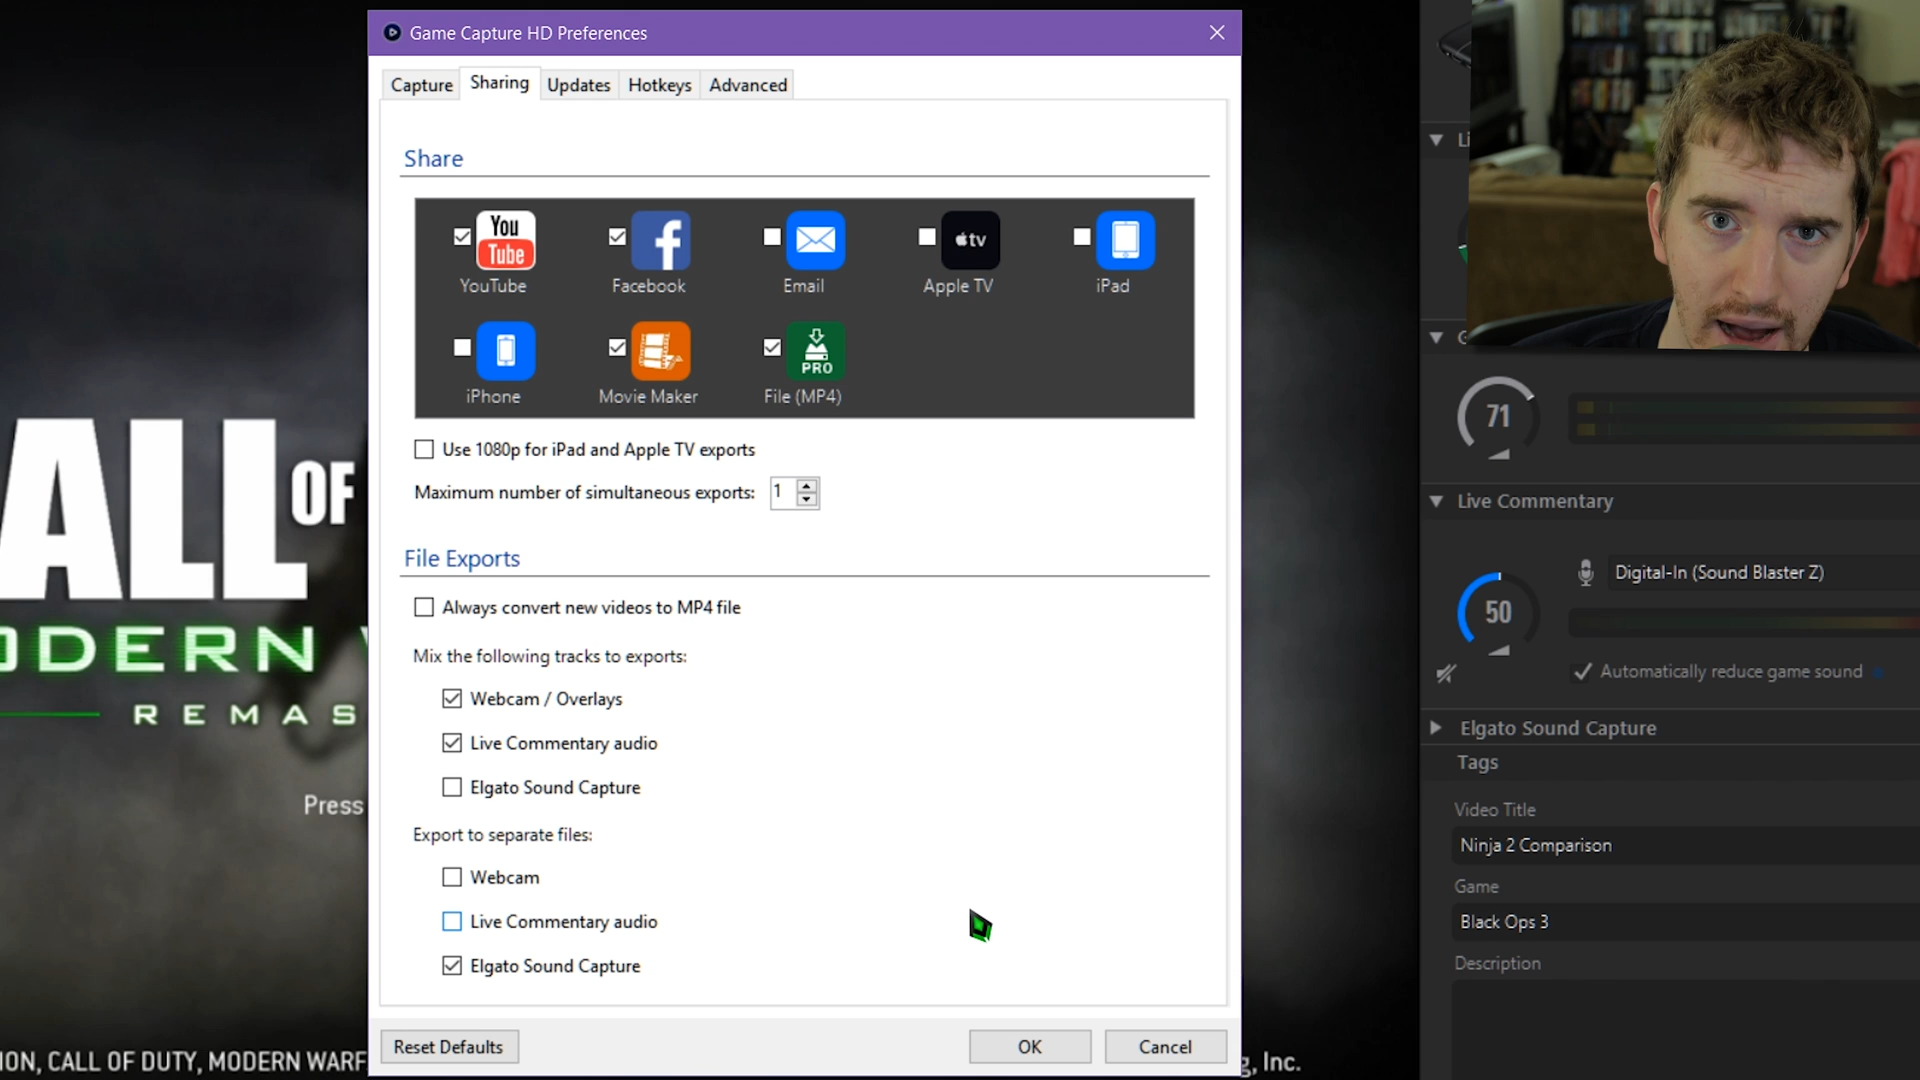 Game Capture HD Preferences
Capture
Sharing
Updates
Hotkeys
Advanced
Share
You
Tube
YouTube
f
Facebook
Email
tv
Apple TV
iPad
iPhone
Movie Maker
PRO
File (MP4)
Use 1080p for iPad and Apple TV exports
Maximum number of simultaneous exports: 1
File Exports
Always convert new videos to MP4 file
Mix the following tracks to exports:
Webcam / Overlays
Live Commentary audio
Elgato Sound Capture
Export to separate files:
Webcam
Live Commentary audio
Elgato Sound Capture
Reset Defaults
OK
Cancel
ALL OF
ODERN
REMAS
Press
ION, CALL OF DUTY, MODERN WARF
g, Inc.
Li
G
71
Live Commentary
Digital-In (Sound Blaster Z)
50
Automatically reduce game sound
Elgato Sound Capture
Tags
Video Title
Ninja 2 Comparison
Game
Black Ops 3
Description